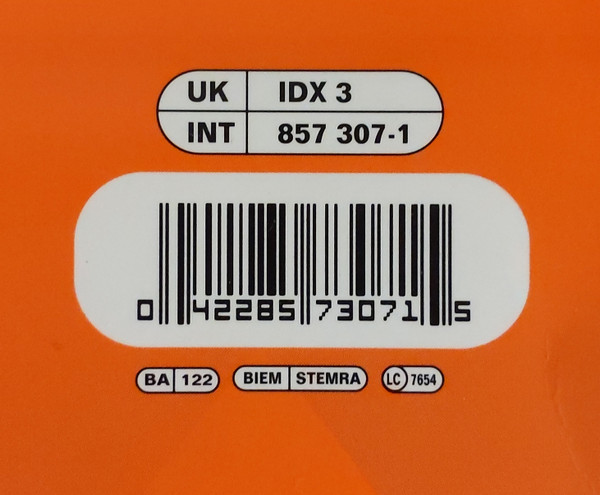 UK IDX 3
INT 857 307-1
0 42285 73071 5
BA 122 BIEM STEMRA LC 7654